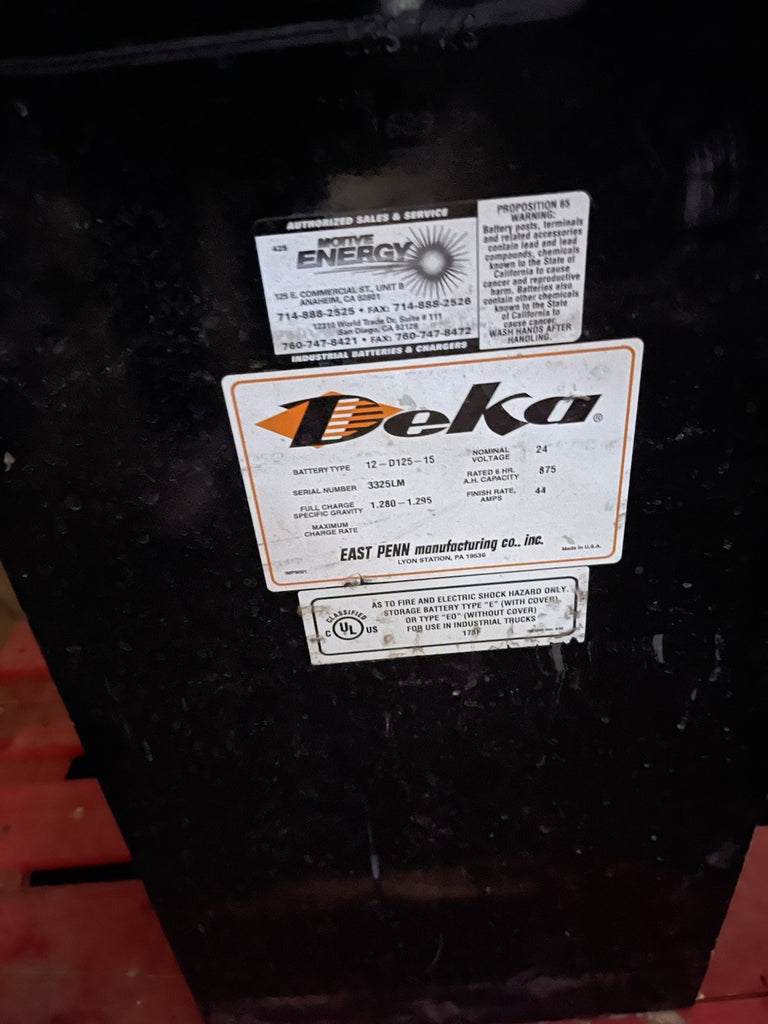 AUTHORIZED SALES & SERVICE
425
MOTIVE
ENERGY
125 E. COMMERCIAL ST., UNIT B
ANAHEIM, CA 92801
714-888-2525 • FAX: 714-888-2526
12310 World Trade Dr. Suite # 111
San Diego, CA 92128
760-747-8421 • FAX: 760-747-8472
INDUSTRIAL BATTERIES & CHARGERS
PROPOSITION 65
WARNING:
Battery posts, terminals
and related accessories
contain lead and lead
compounds, chemicals
known to the State of
California to cause
cancer and reproductive
harm. Batteries also
contain other chemicals
known to the State
of California to
cause cancer.
WASH HANDS AFTER
HANDLING.
Deka®
BATTERY TYPE 12-D125-15
SERIAL NUMBER 3325LM
FULL CHARGE
SPECIFIC GRAVITY 1.280-1.295
MAXIMUM
CHARGE RATE
NOMINAL
VOLTAGE 24
RATED 6 HR.
A.H. CAPACITY 875
FINISH RATE,
AMPS 44
EAST PENN manufacturing co., inc.
LYON STATION, PA 19536
Made in U.S.A.
CLASSIFIED
C UL US
AS TO FIRE AND ELECTRIC SHOCK HAZARD ONLY.
STORAGE BATTERY TYPE "E" (WITH COVER)
OR TYPE "EO" (WITHOUT COVER)
FOR USE IN INDUSTRIAL TRUCKS
175F